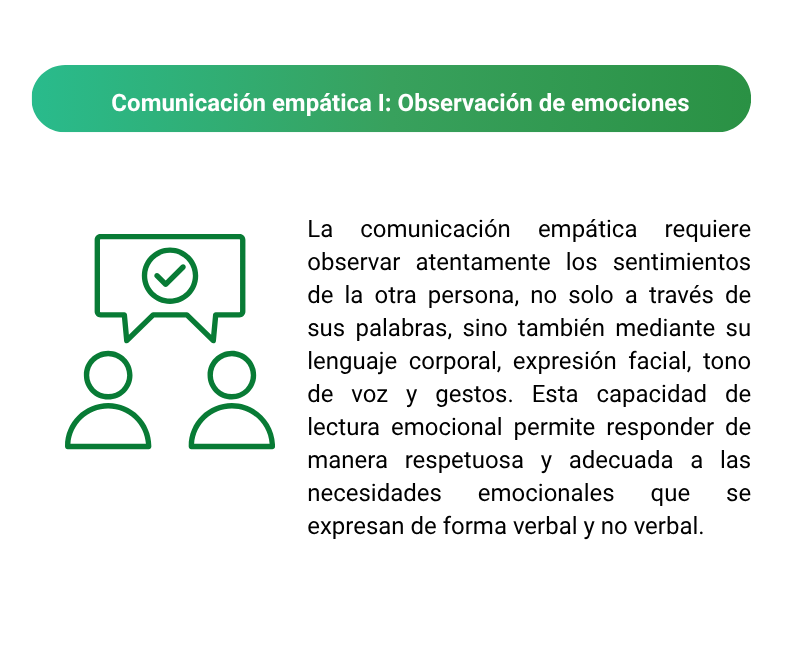 Comunicación empática I: Observación de emociones
La comunicación empática requiere
observar atentamente los sentimientos
de la otra persona, no solo a través de
sus palabras, sino también mediante su
lenguaje corporal, expresión facial, tono
de voz y gestos. Esta capacidad de
lectura emocional permite responder de
manera respetuosa y adecuada a las
necesidades emocionales que se
expresan de forma verbal y no verbal.